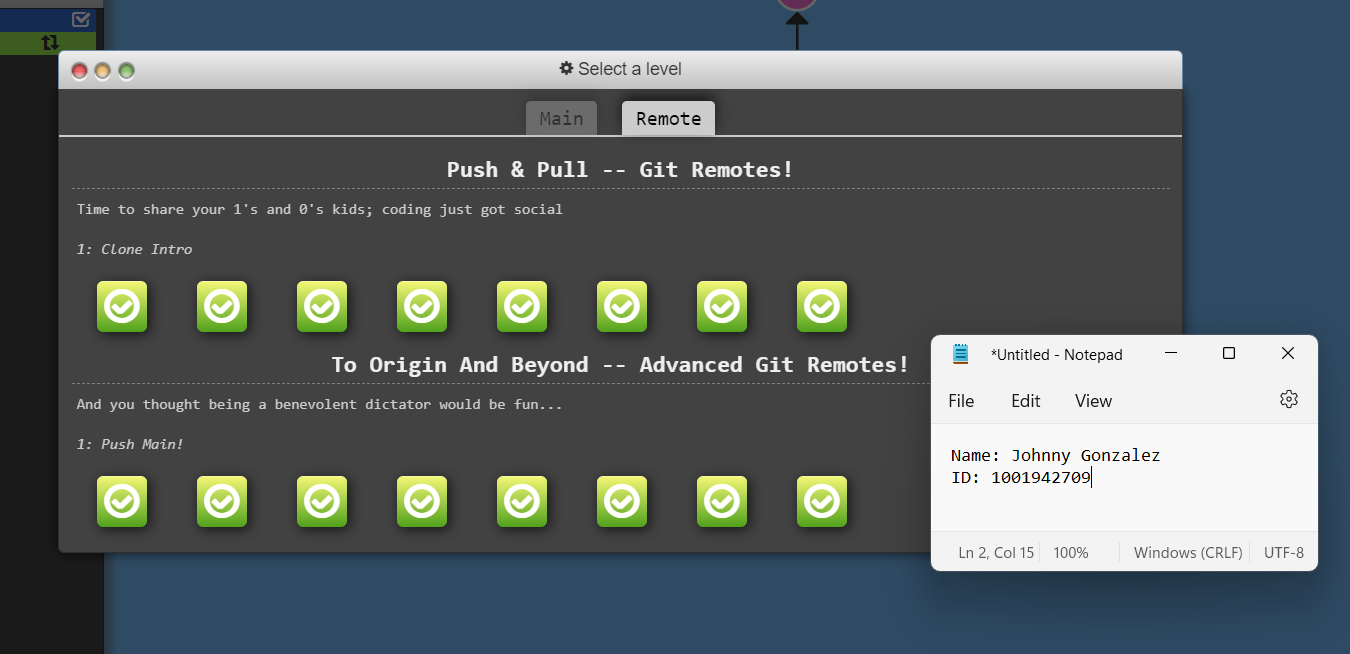 Select a level
Main
Remote
Push & Pull -- Git Remotes!
Time to share your 1's and 0's kids; coding just got social
1: Clone Intro
To Origin And Beyond -- Advanced Git Remotes!
And you thought being a benevolent dictator would be fun...
1: Push Main!
*Untitled - Notepad
File Edit View
Name: Johnny Gonzalez
ID: 1001942709
Ln 2, Col 15 100% Windows (CRLF) UTF-8